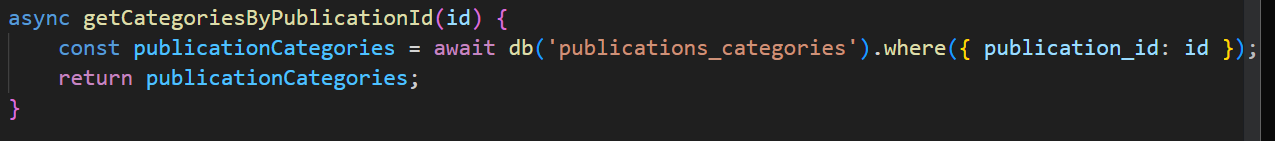 async getCategoriesByPublicationId(id) {
    const publicationCategories = await db('publications_categories').where({ publication_id: id });
    return publicationCategories;
}